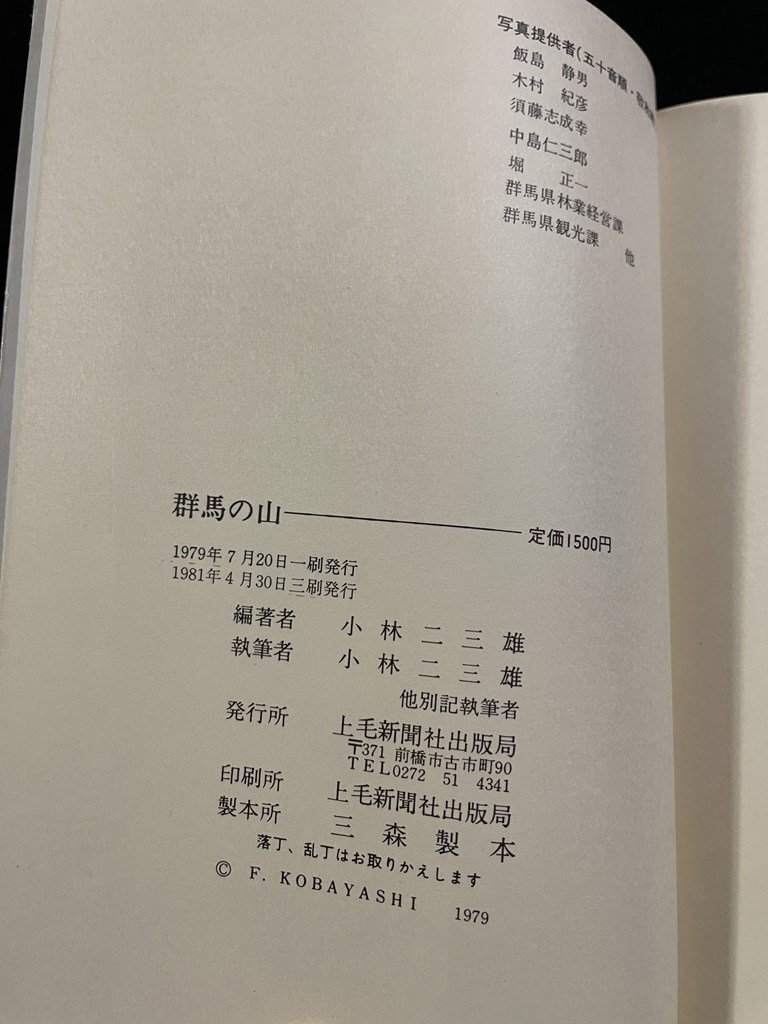 写真提供者(五十音順・敬称略
飯島 静男
木村 紀彦
須藤志成幸
中島仁三郎
堀 正一
群馬県林業経営課
群馬県観光課 他
群馬の山 定価1500円
1979年7月20日一刷発行
1981年4月30日三刷発行
編著者 小林二三雄
執筆者 小林二三雄
他別記執筆者
発行所 上毛新聞社出版局
〒371 前橋市古市町90
TEL0272 51 4341
印刷所 上毛新聞社出版局
製本所 三森製本
落丁、乱丁はお取りかえします
© F. KOBAYASHI 1979